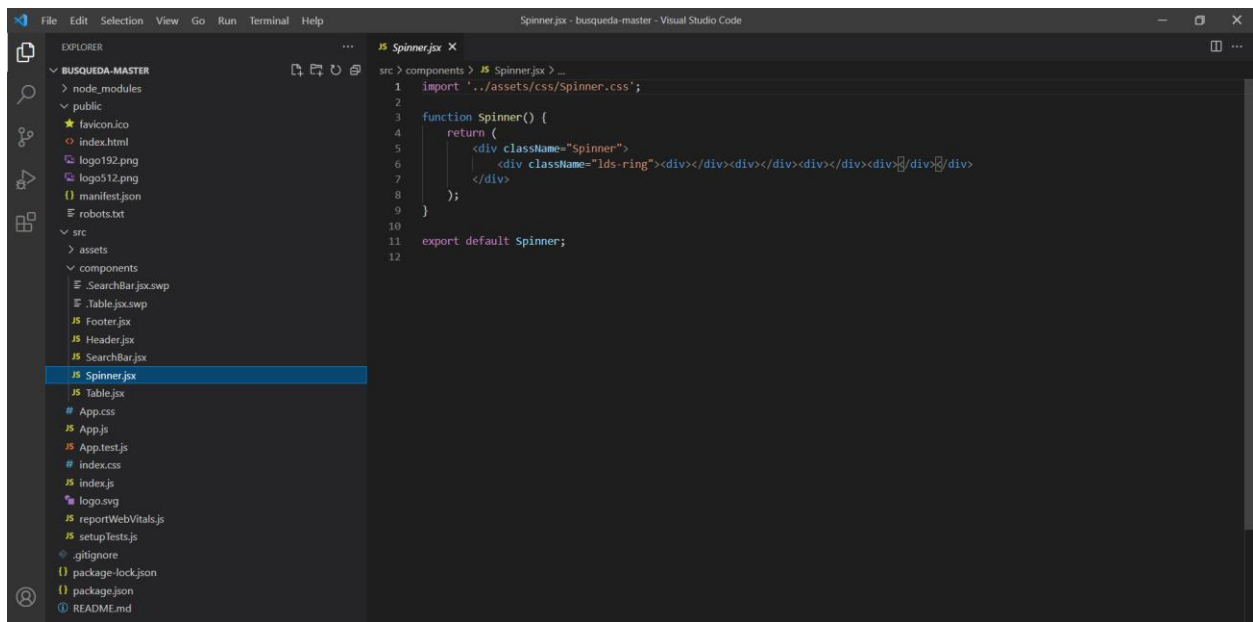 File Edit Selection View Go Run Terminal Help
Spinner.jsx - busqueda-master - Visual Studio Code
EXPLORER
BUSQUEDA-MASTER
node_modules
public
favicon.ico
index.html
logo192.png
logo512.png
manifest.json
robots.txt
src
assets
components
.SearchBar.jsx.swp
.Table.jsx.swp
Footer.jsx
Header.jsx
SearchBar.jsx
Spinner.jsx
Table.jsx
App.css
App.js
App.test.js
index.css
index.js
logo.svg
reportWebVitals.js
setupTests.js
.gitignore
package-lock.json
package.json
README.md
JS Spinner.jsx
src > components > JS Spinner.jsx > ...
1 import '../assets/css/Spinner.css';
2
3 function Spinner() {
4     return (
5         <div className="Spinner">
6             <div className="lds-ring"><div></div><div></div><div></div><div></div></div>
7         </div>
8     );
9 }
10
11 export default Spinner;
12